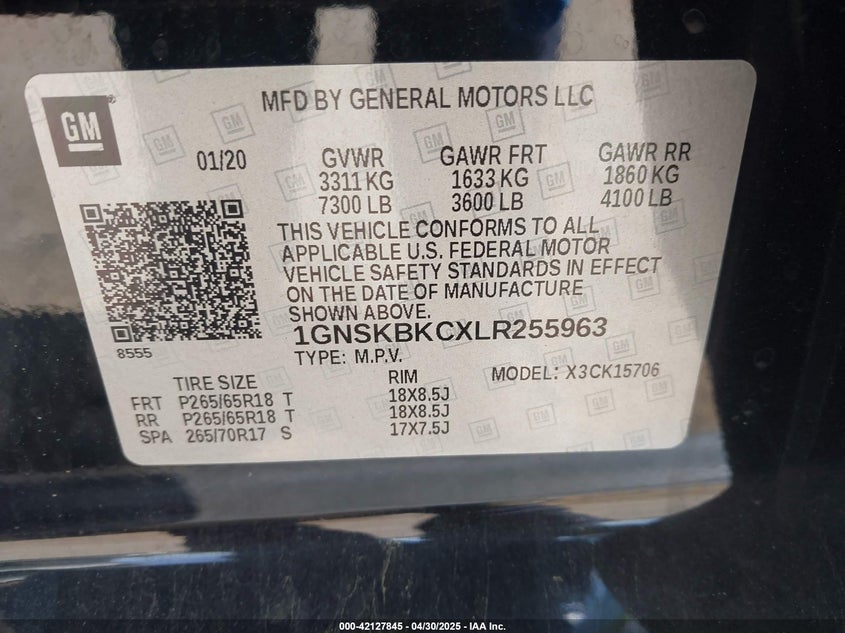 GM
MFD BY GENERAL MOTORS LLC
01/20
GVWR
3311 KG
7300 LB
GAWR FRT
1633 KG
3600 LB
GAWR RR
1860 KG
4100 LB
THIS VEHICLE CONFORMS TO ALL
APPLICABLE U.S. FEDERAL MOTOR
VEHICLE SAFETY STANDARDS IN EFFECT
ON THE DATE OF MANUFACTURE
SHOWN ABOVE.
8555
1GNSKBKCXLR255963
TYPE: M.P.V.
MODEL: X3CK15706
TIRE SIZE RIM
FRT P265/65R18 T 18X8.5J
RR P265/65R18 T 18X8.5J
SPA 265/70R17 S 17X7.5J
000-42127845 - 04/30/2025 - IAA Inc.